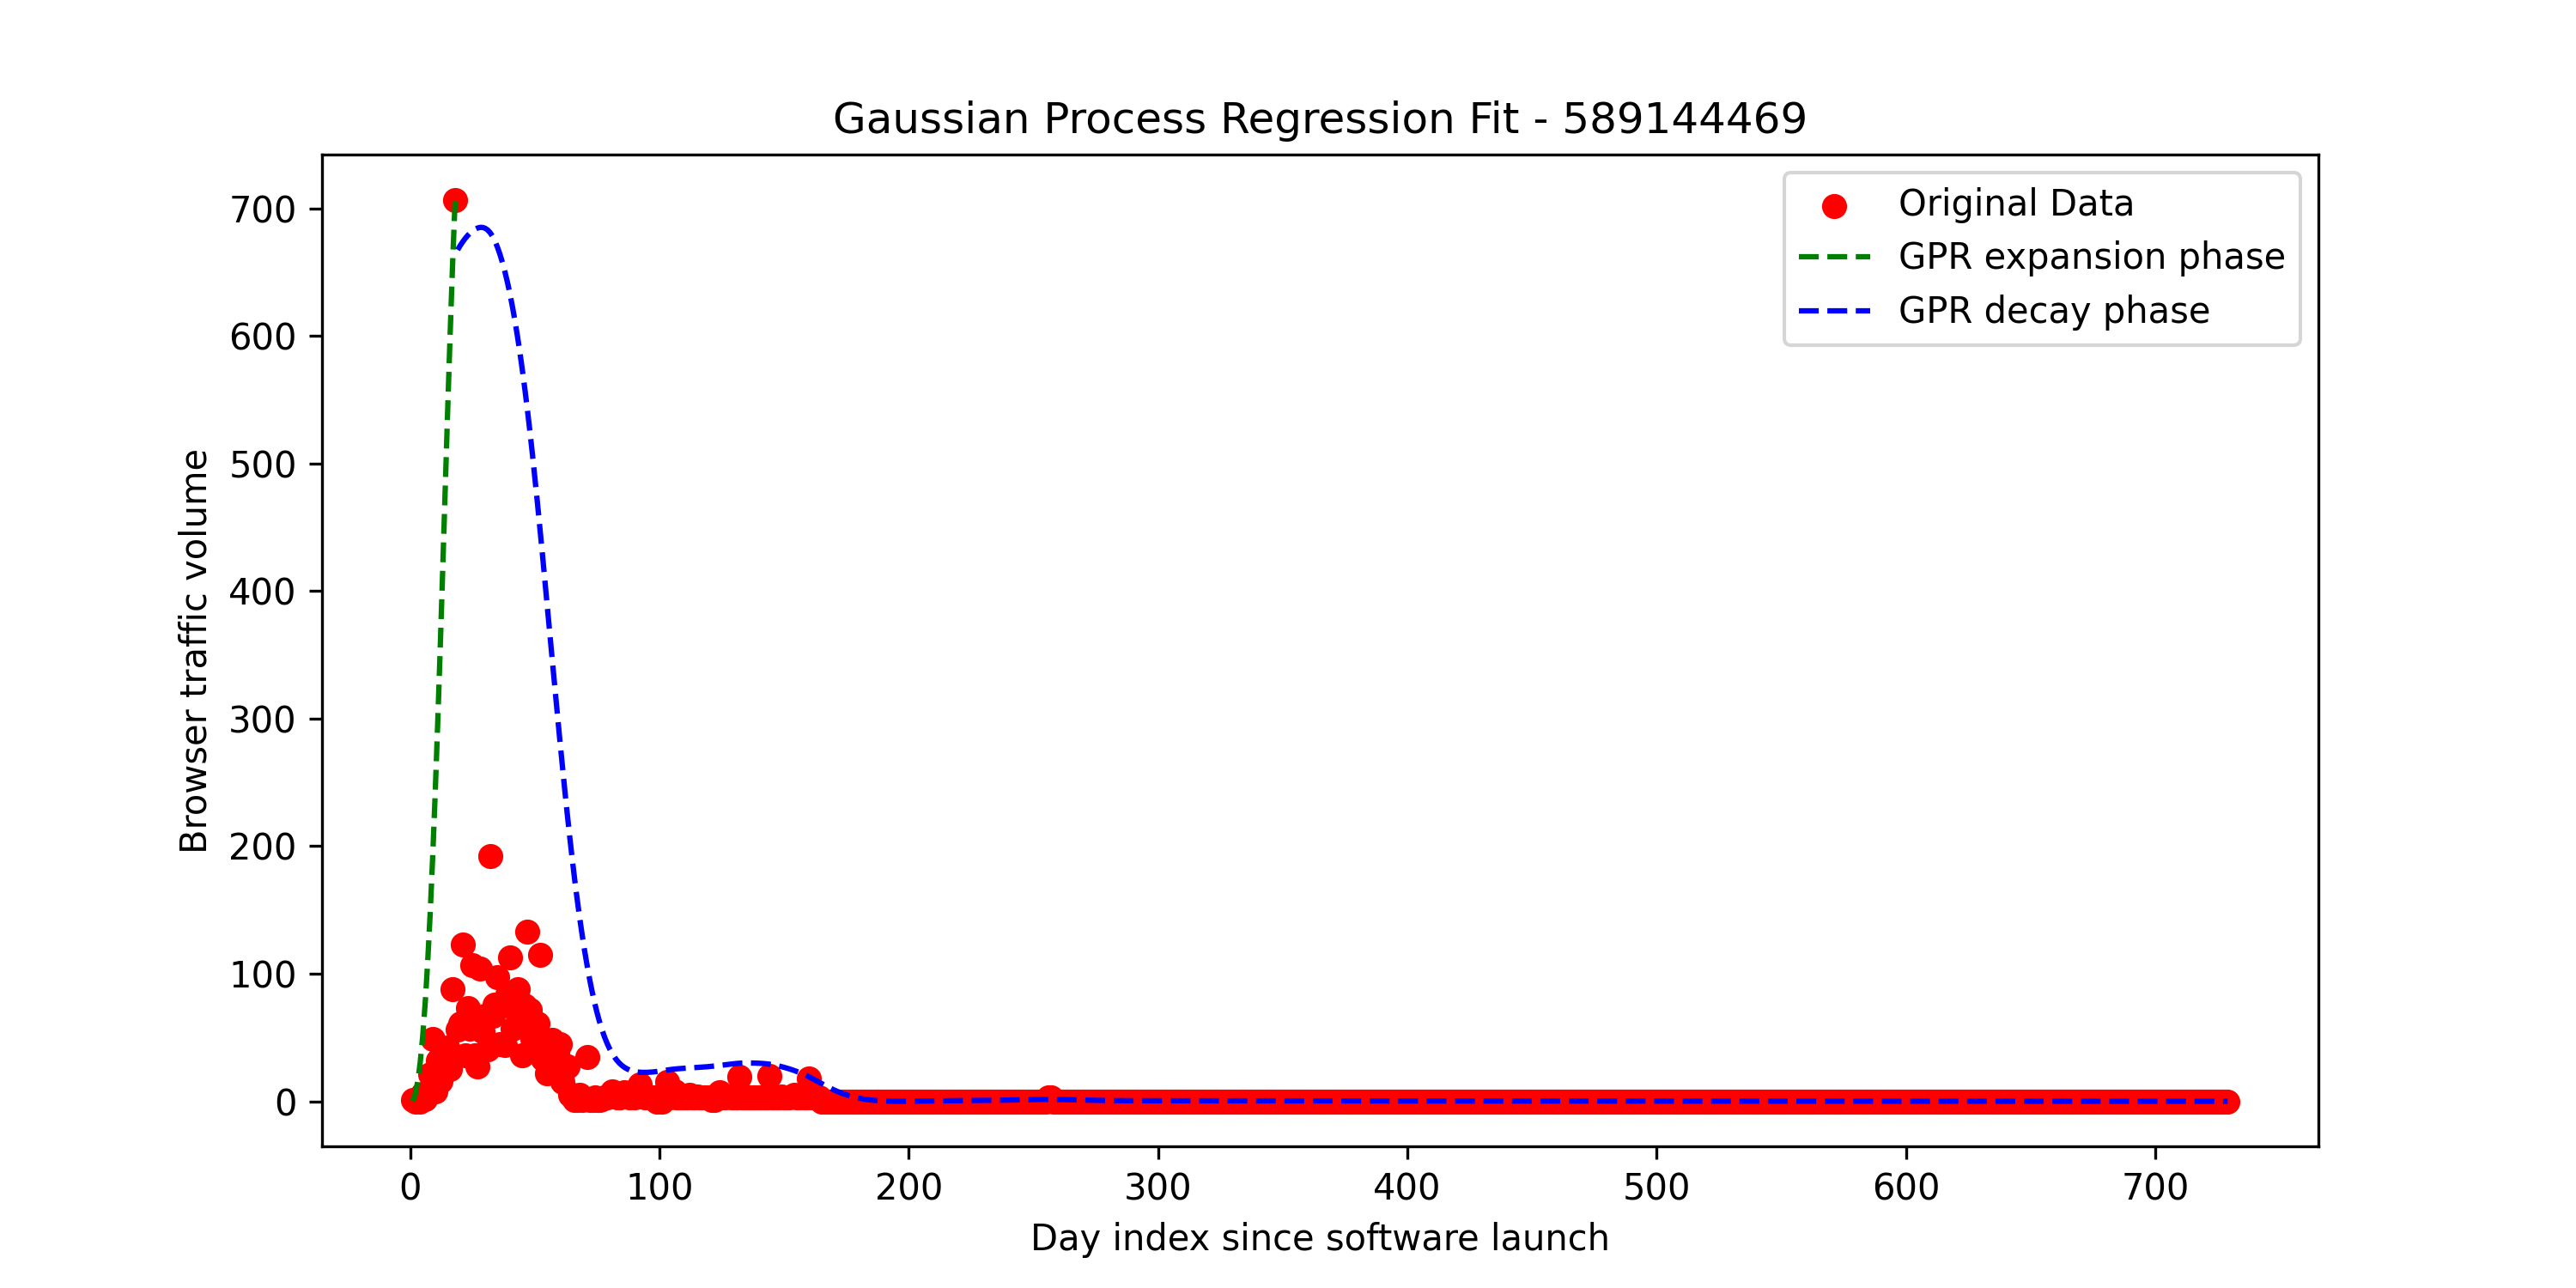 Gaussian Process Regression Fit - 589144469
Original Data
GPR expansion phase
GPR decay phase
Browser traffic volume
700
600
500
400
300
200
100
0
0 100 200 300 400 500 600 700
Day index since software launch